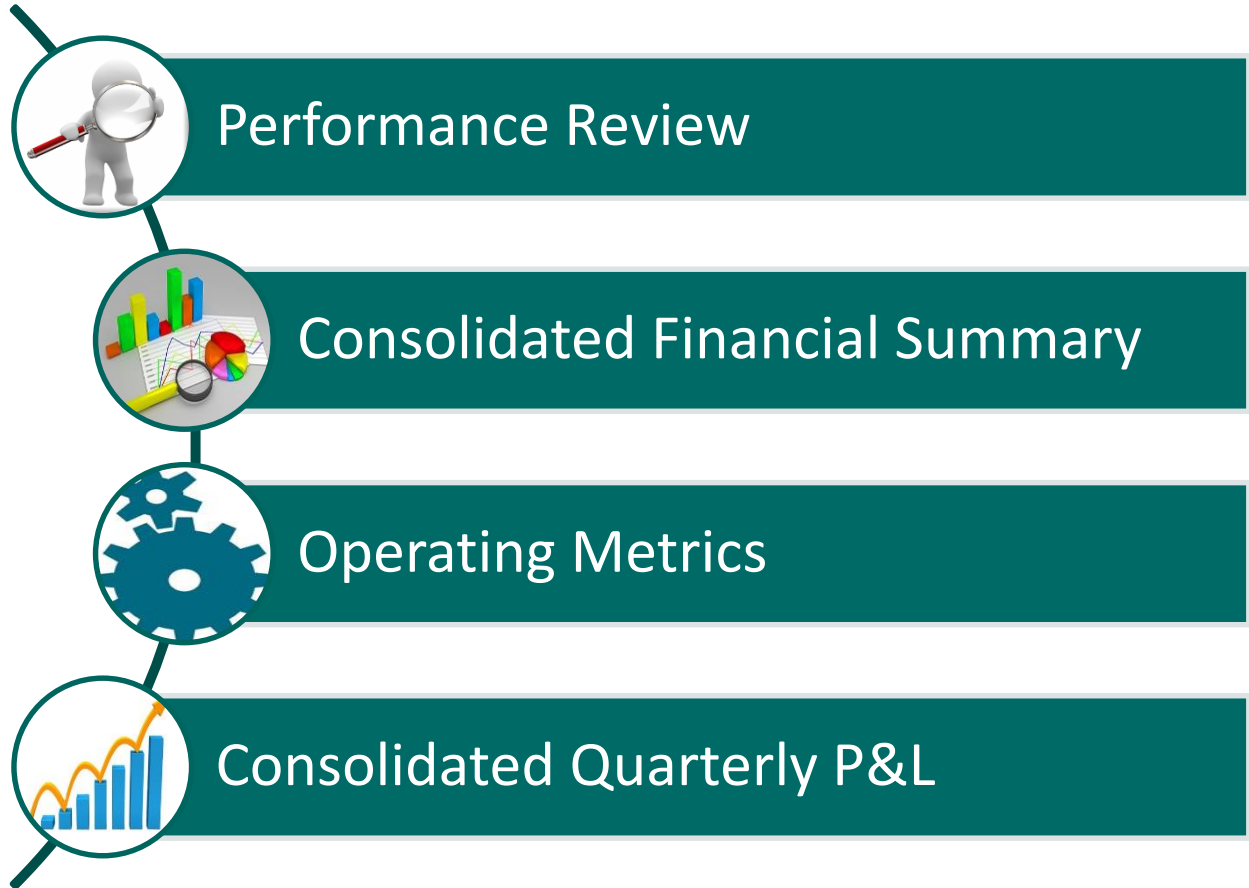 Performance Review
Consolidated Financial Summary
Operating Metrics
Consolidated Quarterly P&L